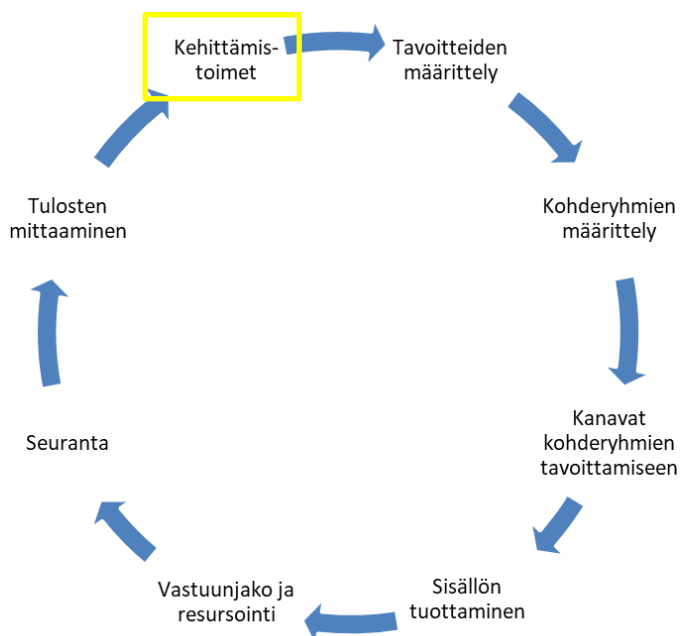 Kehittämis-
toimet
Tavoitteiden
määrittely
Kohderyhmien
määrittely
Kanavat
kohderyhmien
tavoittamiseen
Sisällön
tuottaminen
Vastuunjako ja
resursointi
Seuranta
Tulosten
mittaaminen